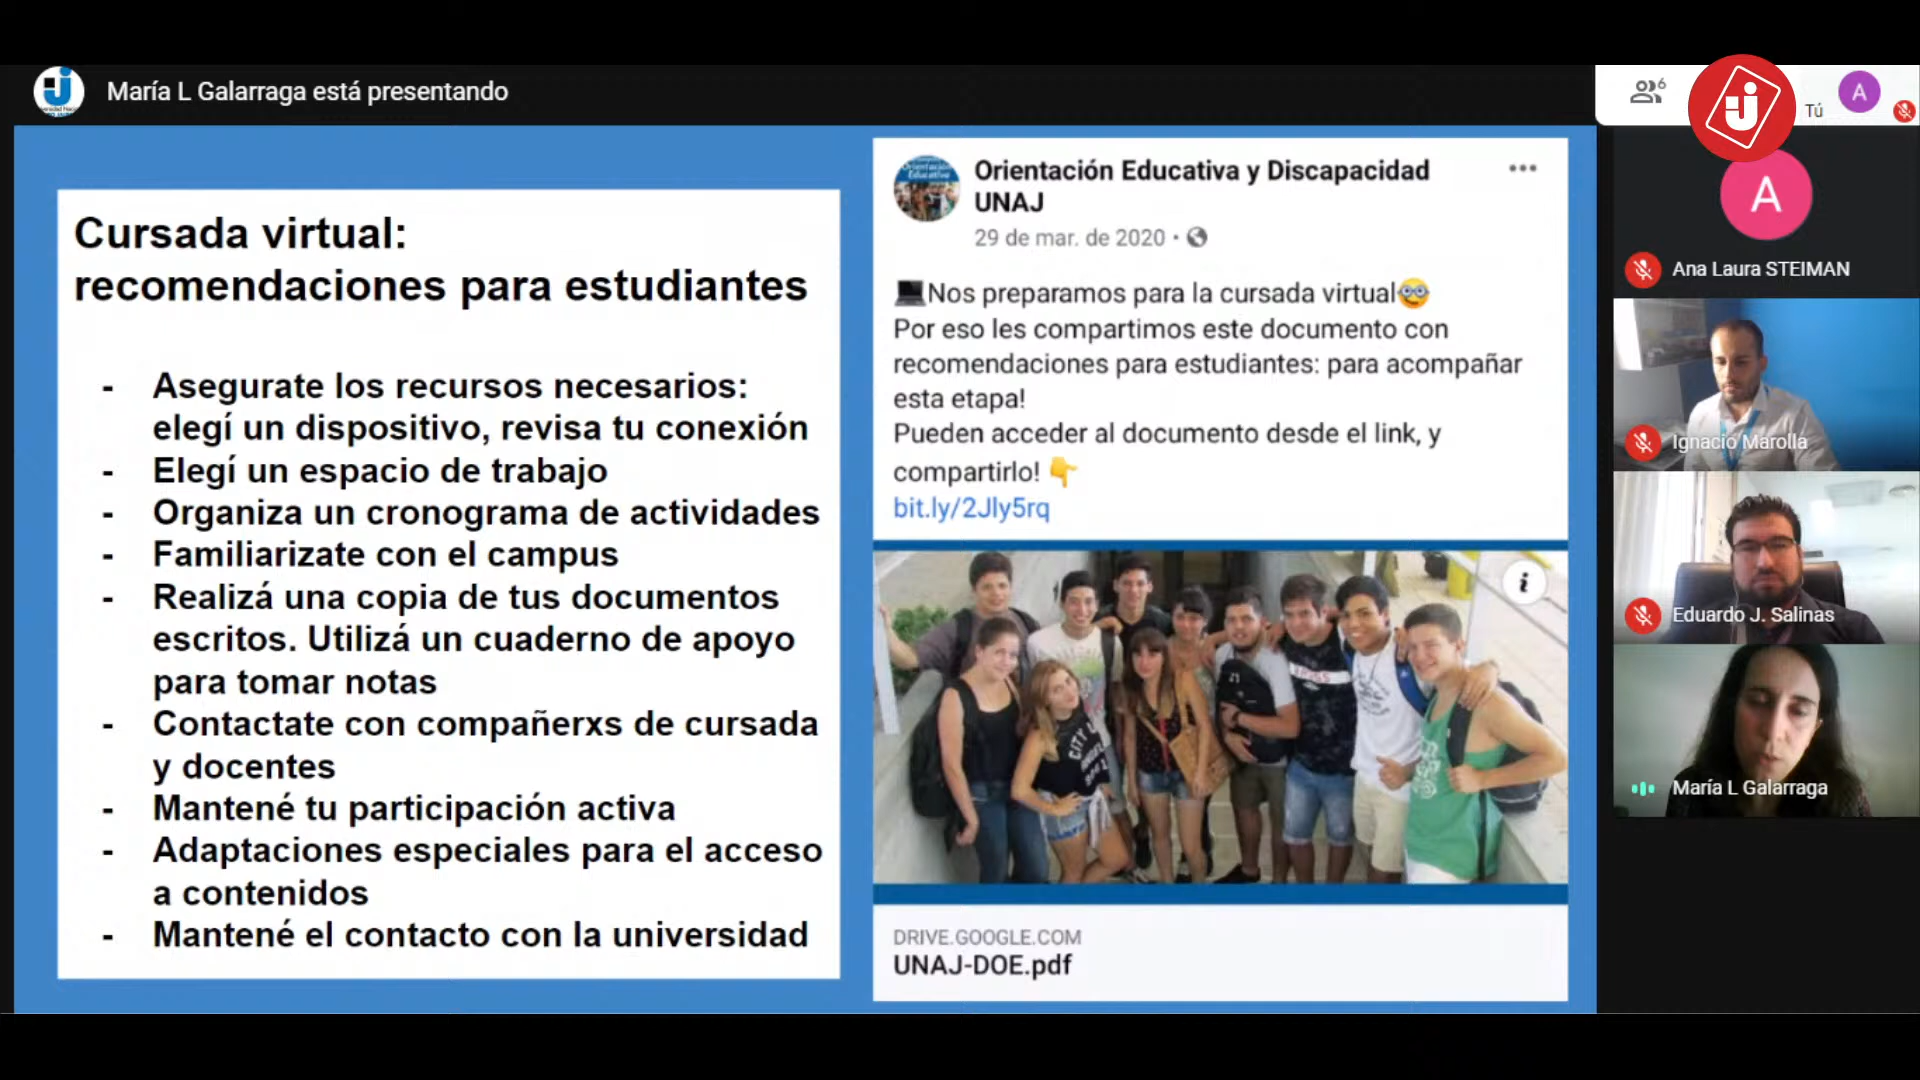 María L Galarraga está presentando
6
Tú
A
A
Ana Laura STEIMAN
Ignacio Marolla
Eduardo J. Salinas
María L Galarraga
Cursada virtual:
recomendaciones para estudiantes
- Asegurate los recursos necesarios:
elegí un dispositivo, revisa tu conexión
- Elegí un espacio de trabajo
- Organiza un cronograma de actividades
- Familiarizate con el campus
- Realizá una copia de tus documentos
escritos. Utilizá un cuaderno de apoyo
para tomar notas
- Contactate con compañerxs de cursada
y docentes
- Mantené tu participación activa
- Adaptaciones especiales para el acceso
a contenidos
- Mantené el contacto con la universidad
Orientación Educativa y Discapacidad
UNAJ
29 de mar. de 2020 ·
💻Nos preparamos para la cursada virtual🥸
Por eso les compartimos este documento con
recomendaciones para estudiantes: para acompañar
esta etapa!
Pueden acceder al documento desde el link, y
compartirlo! 👇
bit.ly/2Jly5rq
CITY
DRIVE.GOOGLE.COM
UNAJ-DOE.pdf